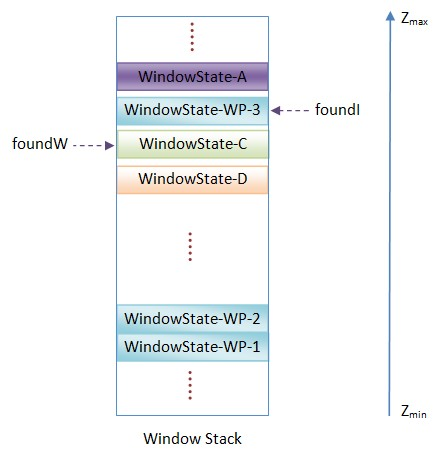 Zmax
WindowState-A
WindowState-WP-3
foundI
foundW
WindowState-C
WindowState-D
WindowState-WP-2
WindowState-WP-1
Zmin
Window Stack